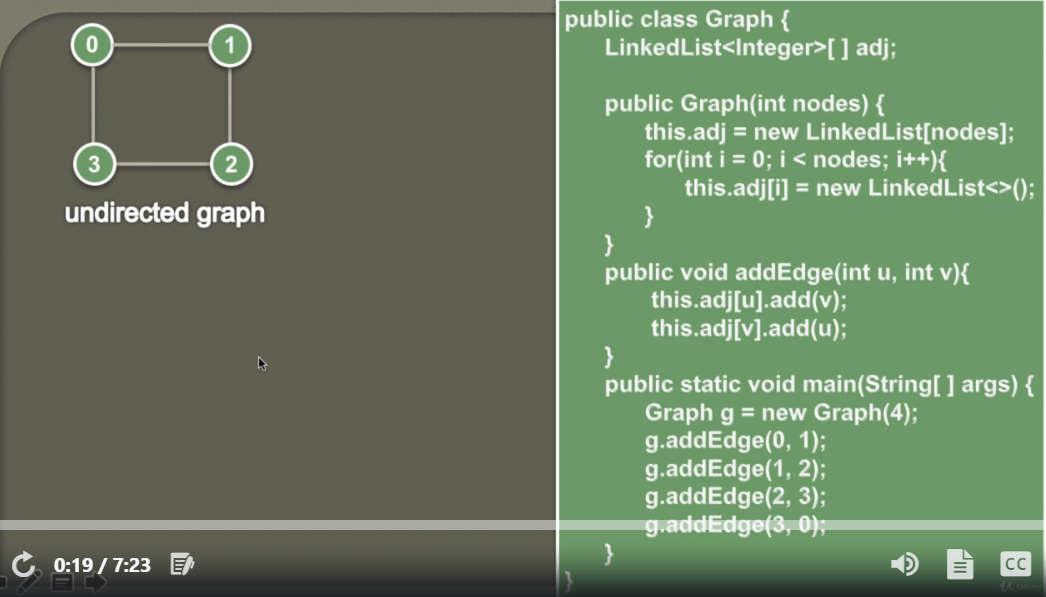 0 1
3 2
undirected graph
public class Graph {
LinkedList<Integer>[ ] adj;
public Graph(int nodes) {
this.adj = new LinkedList[nodes];
for(int i = 0; i < nodes; i++){
this.adj[i] = new LinkedList<>();
}
}
public void addEdge(int u, int v){
this.adj[u].add(v);
this.adj[v].add(u);
}
public static void main(String[ ] args) {
Graph g = new Graph(4);
g.addEdge(0, 1);
g.addEdge(1, 2);
g.addEdge(2, 3);
g.addEdge(3, 0);
}
}
0:19 / 7:23
CC